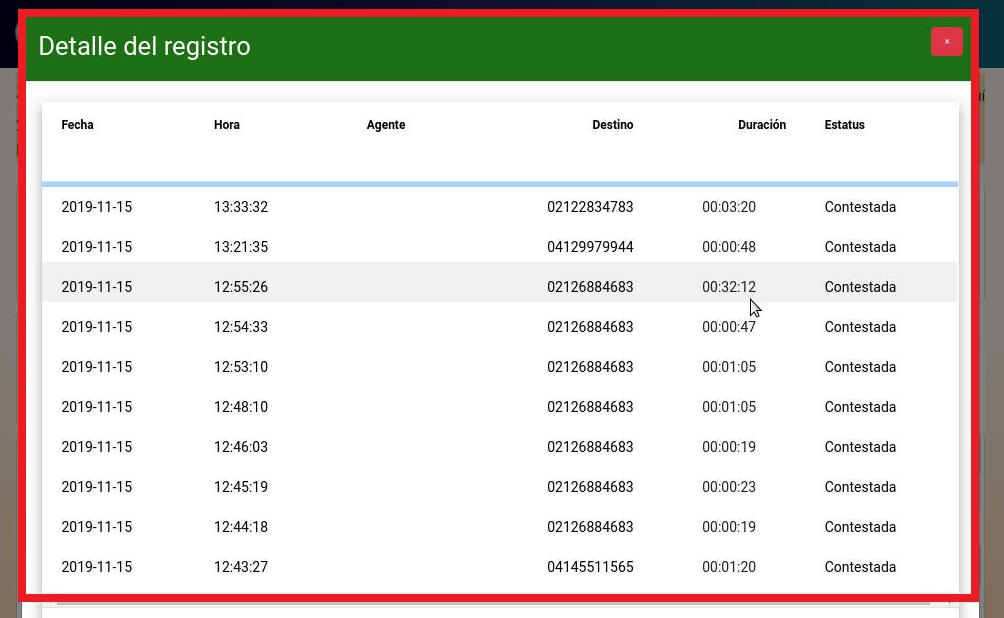 Detalle del registro ×
Fecha Hora Agente Destino Duración Estatus
2019-11-15 13:33:32 02122834783 00:03:20 Contestada
2019-11-15 13:21:35 04129979944 00:00:48 Contestada
2019-11-15 12:55:26 02126884683 00:32:12 Contestada
2019-11-15 12:54:33 02126884683 00:00:47 Contestada
2019-11-15 12:53:10 02126884683 00:01:05 Contestada
2019-11-15 12:48:10 02126884683 00:01:05 Contestada
2019-11-15 12:46:03 02126884683 00:00:19 Contestada
2019-11-15 12:45:19 02126884683 00:00:23 Contestada
2019-11-15 12:44:18 02126884683 00:00:19 Contestada
2019-11-15 12:43:27 04145511565 00:01:20 Contestada